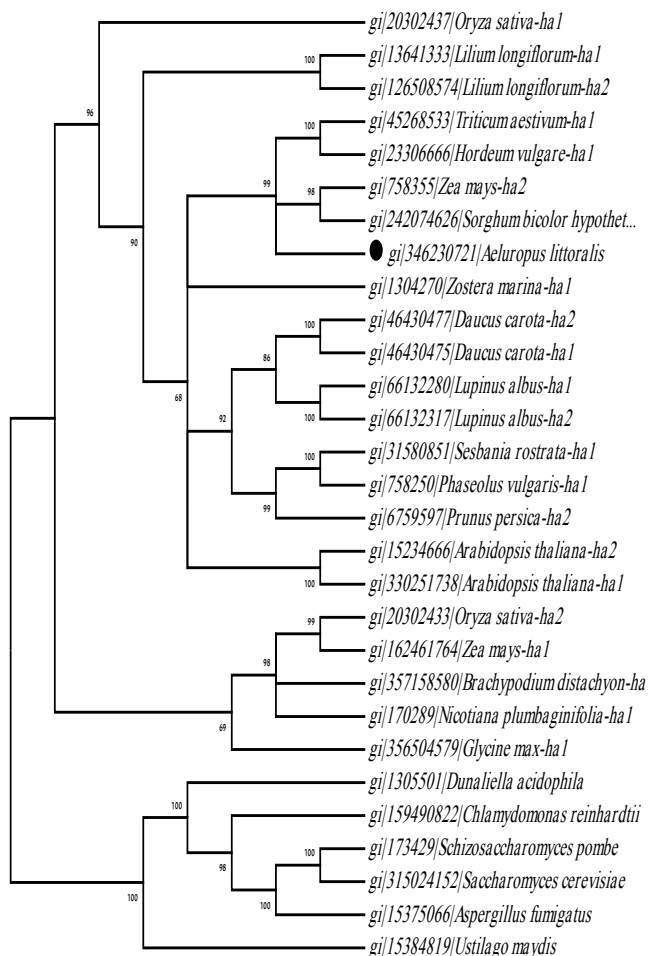 gi|20302437|Oryza sativa-ha1
gi|13641333|Lilium longiflorum-ha1
100
gi|126508574|Lilium longiflorum-ha2
96
gi|45268533|Triticum aestivum-ha1
100
gi|23306666|Hordeum vulgare-ha1
99
gi|758355|Zea mays-ha2
98
gi|242074626|Sorghum bicolor hypothet...
90
gi|346230721|Aeluropus littoralis
gi|1304270|Zostera marina-ha1
gi|46430477|Daucus carota-ha2
100
gi|46430475|Daucus carota-ha1
86
gi|66132280|Lupinus albus-ha1
68
gi|66132317|Lupinus albus-ha2
100
92
gi|31580851|Sesbania rostrata-ha1
100
gi|758250|Phaseolus vulgaris-ha1
99
gi|6759597|Prunus persica-ha2
gi|15234666|Arabidopsis thaliana-ha2
gi|330251738|Arabidopsis thaliana-ha1
100
gi|20302433|Oryza sativa-ha2
99
gi|162461764|Zea mays-ha1
98
gi|357158580|Brachypodium distachyon-ha
gi|170289|Nicotiana plumbaginifolia-ha1
69
gi|356504579|Glycine max-ha1
gi|1305501|Dunaliella acidophila
100
gi|159490822|Chlamydomonas reinhardtii
gi|173429|Schizosaccharomyces pombe
100
98
gi|315024152|Saccharomyces cerevisiae
100
100
gi|15375066|Aspergillus fumigatus
gi|15384819|Ustilago maydis